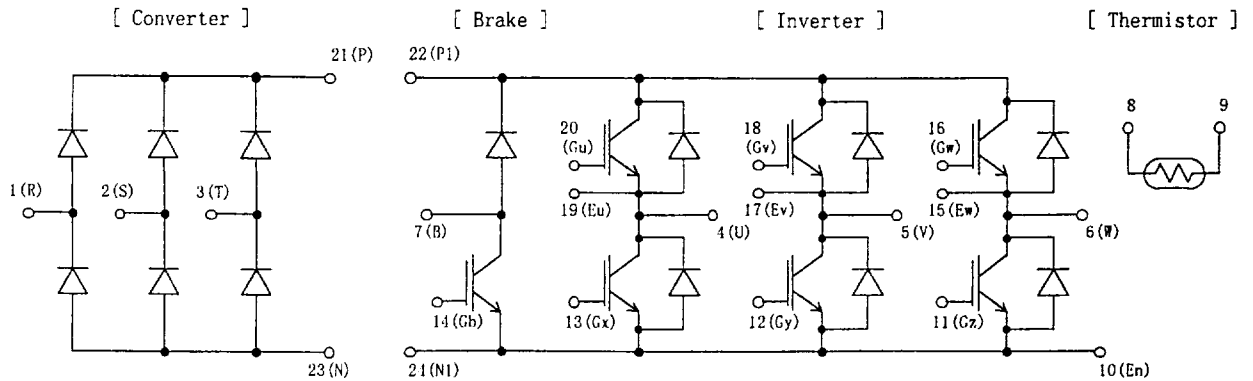 [ Converter ]
[ Brake ]
[ Inverter ]
[ Thermistor ]
21(P)
22(P1)
20
(Gu)
18
(Gv)
16
(Gw)
8
9
1(R)
2(S)
3(T)
19(Eu)
17(Ev)
15(Ew)
7(B)
4(U)
5(V)
6(W)
14(Gb)
13(Gx)
12(Gy)
11(Gz)
23(N)
21(N1)
10(En)